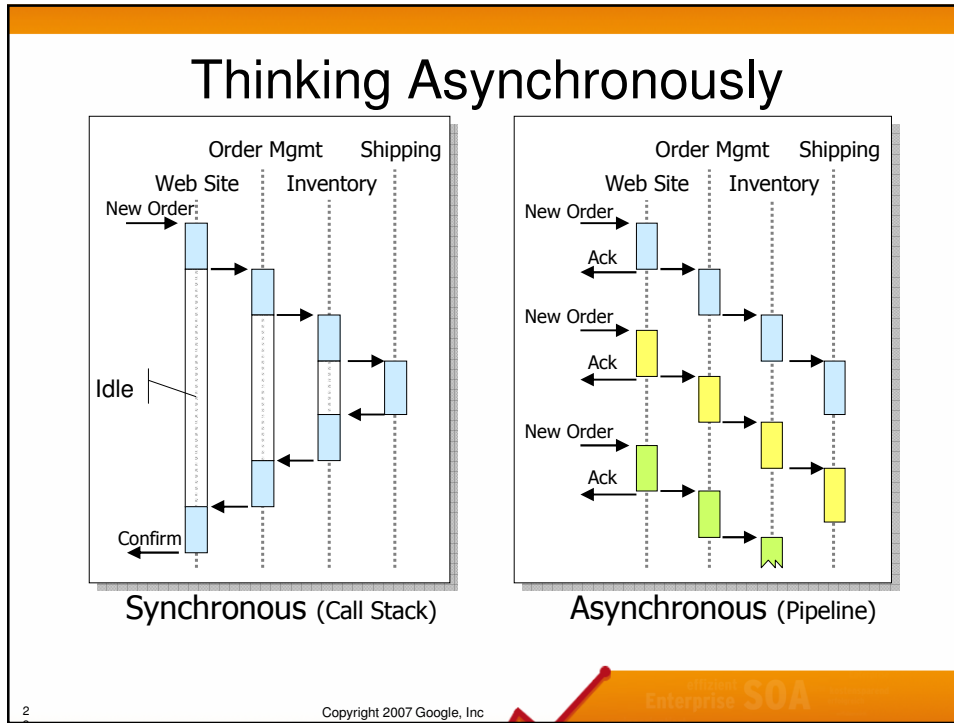 Thinking Asynchronously
Order Mgmt Shipping
Web Site Inventory
New Order
Idle
Confirm
Synchronous (Call Stack)
Order Mgmt Shipping
Web Site Inventory
New Order
Ack
New Order
Ack
New Order
Ack
Asynchronous (Pipeline)
2
Copyright 2007 Google, Inc
efficient
Enterprise SOA